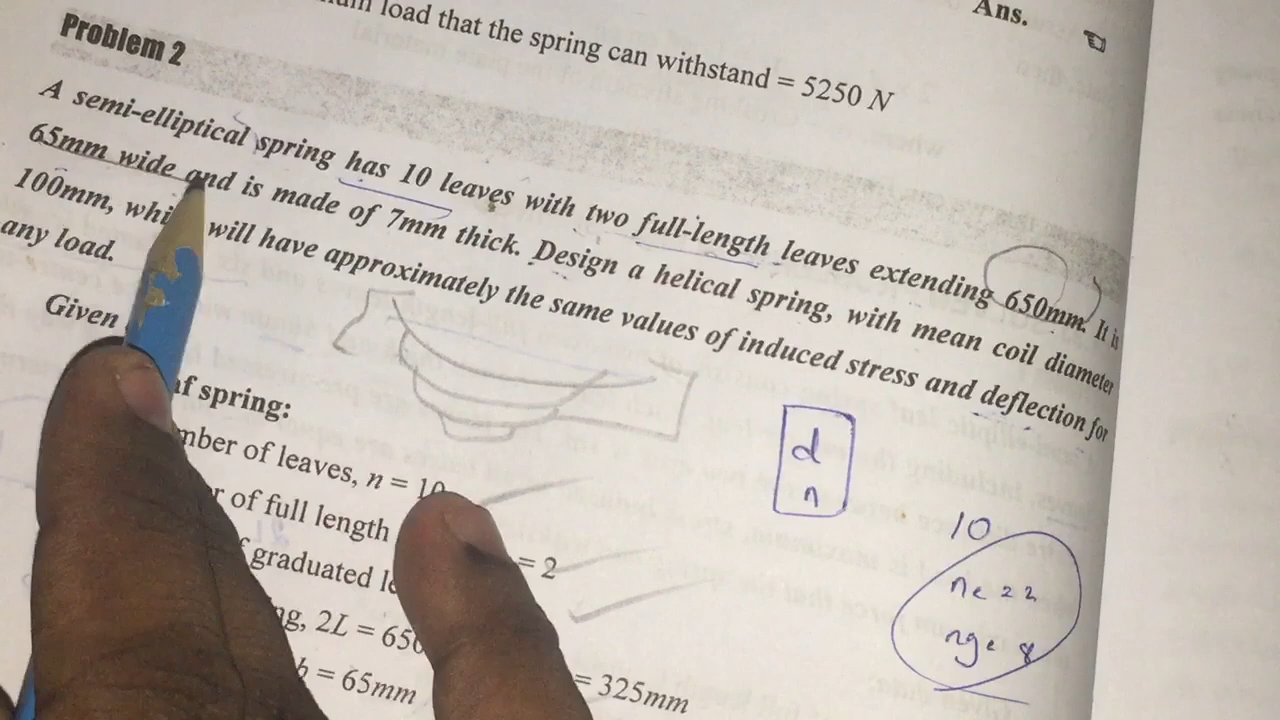 load that the spring can withstand = 5250 N
Ans.
Problem 2
A semi-elliptical spring has 10 leaves with two full-length leaves extending 650mm. It is
65mm wide and is made of 7mm thick. Design a helical spring, with mean coil diameter
100mm, will have approximately the same values of induced stress and deflection for
any load.
Given
spring:
of leaves, n = 10
of full length = 2
graduated
2L = 650
b = 65mm = 325mm
d
n
10
ne = 2
ng = 8